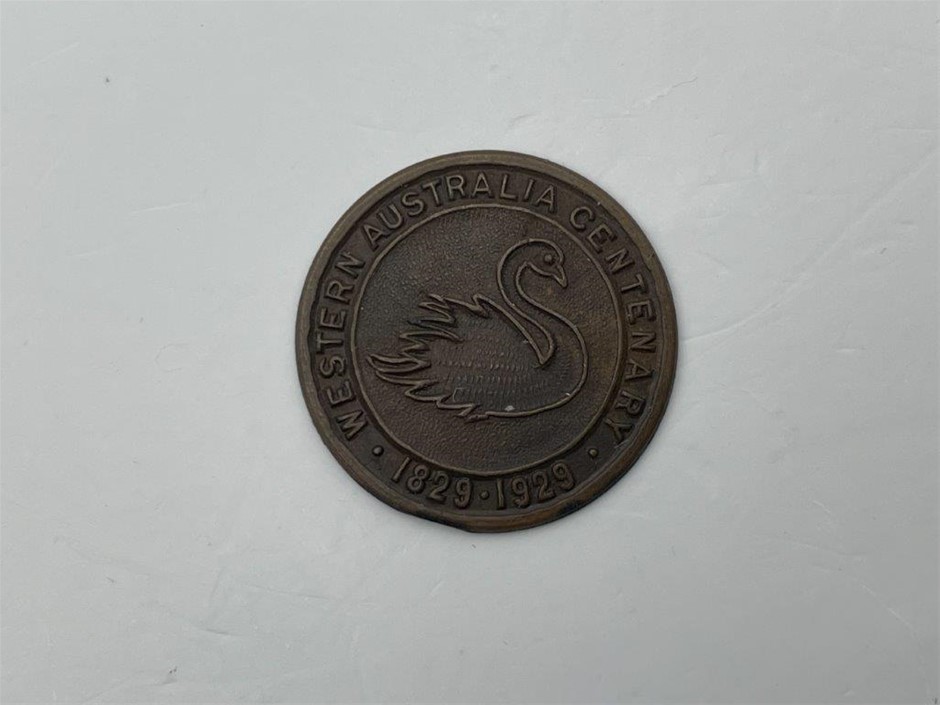 WESTERN AUSTRALIA CENTENARY
· 1829 · 1929 ·